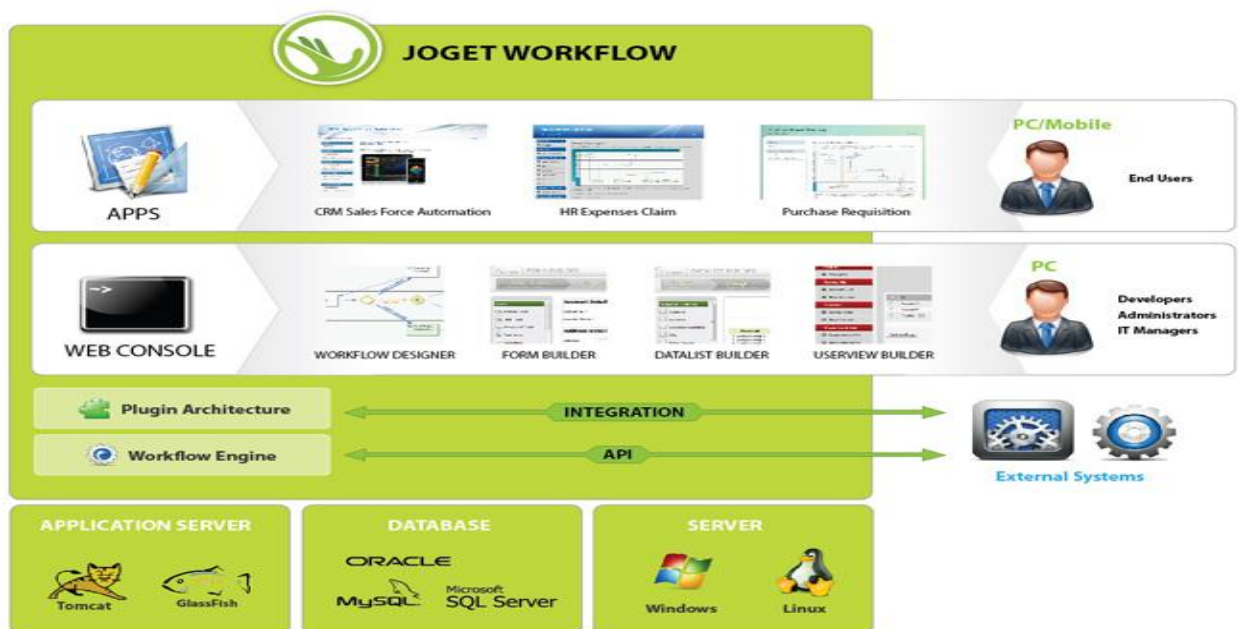 JOGET WORKFLOW
APPS
CRM Sales Force Automation
HR Expenses Claim
Purchase Requisition
PC/Mobile
End Users
WEB CONSOLE
WORKFLOW DESIGNER
FORM BUILDER
DATALIST BUILDER
USERVIEW BUILDER
PC
Developers
Administrators
IT Managers
Plugin Architecture
INTEGRATION
Workflow Engine
API
External Systems
APPLICATION SERVER
Tomcat
GlassFish
DATABASE
ORACLE
MySQL
Microsoft
SQL Server
SERVER
Windows
Linux